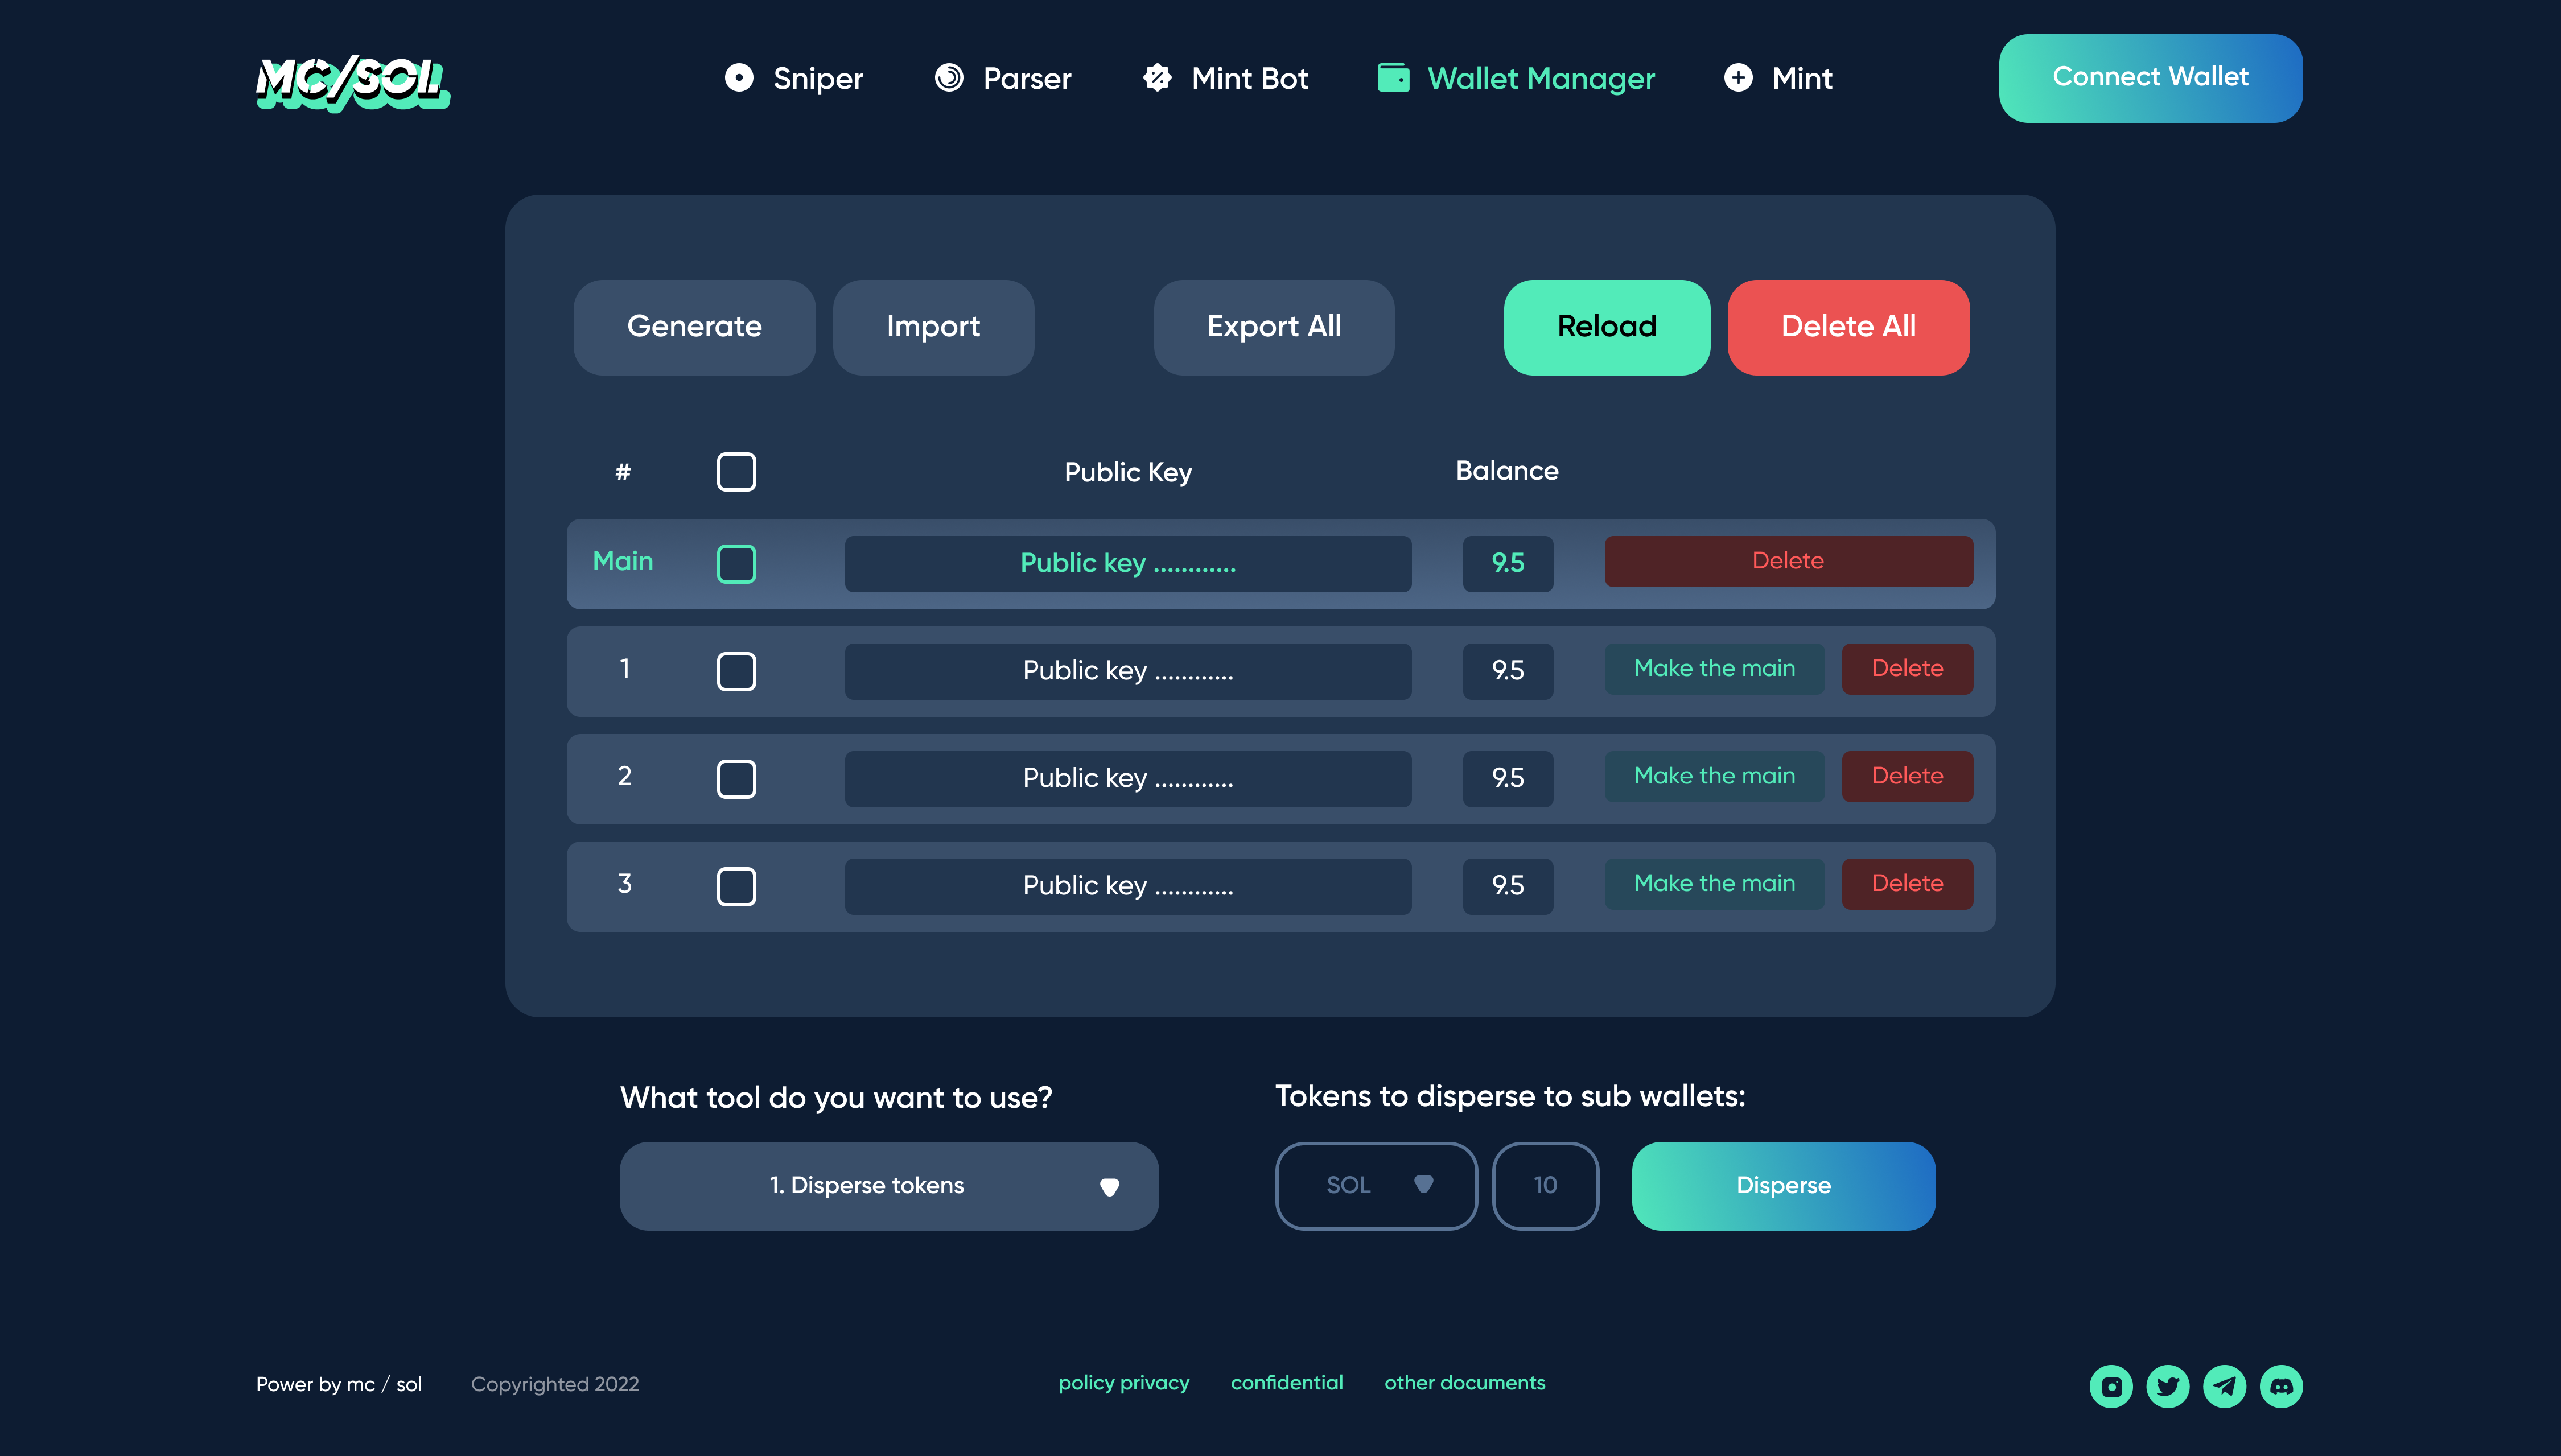 MC/SOL
Sniper
Parser
Mint Bot
Wallet Manager
Mint
Connect Wallet
Generate
Import
Export All
Reload
Delete All
#
Public Key
Balance
Main
Public key ............
9.5
Delete
1
Public key ............
9.5
Make the main
Delete
2
Public key ............
9.5
Make the main
Delete
3
Public key ............
9.5
Make the main
Delete
What tool do you want to use?
Tokens to disperse to sub wallets:
1. Disperse tokens
SOL
10
Disperse
Power by mc / sol
Copyrighted 2022
policy privacy
confidential
other documents